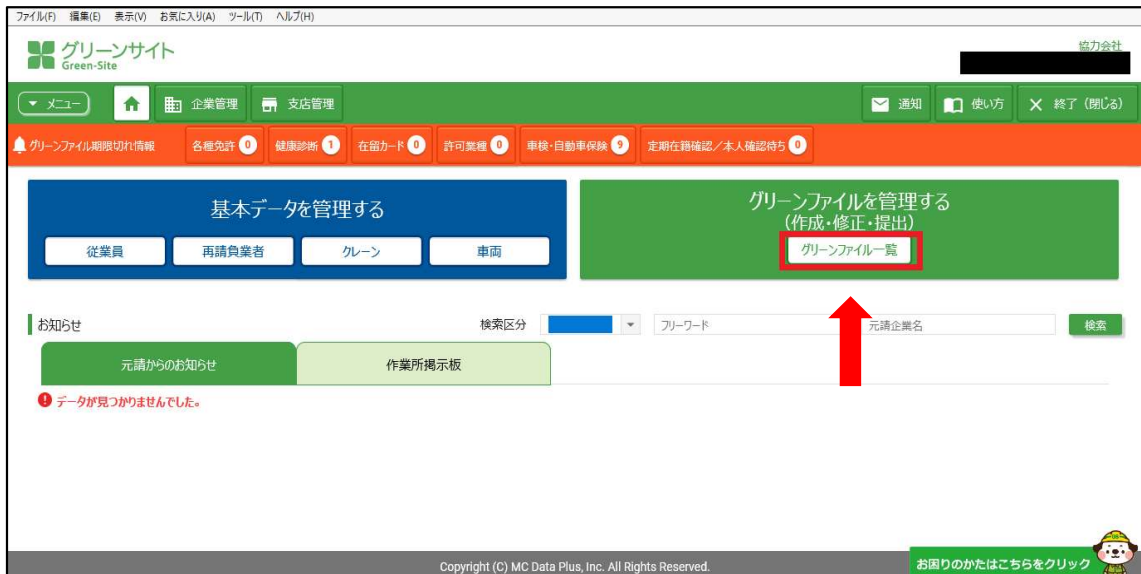 ファイル(F) 編集(E) 表示(V) お気に入り(A) ツール(T) ヘルプ(H)
グリーンサイト
Green-Site
協力会社
メニュー 企業管理 支店管理 通知 使い方 終了 (閉じる)
グリーンファイル期限切れ情報 各種免許 0 健康診断 1 在留カード 0 許可業種 0 車検・自動車保険 9 定期在籍確認/本人確認待ち 0
基本データを管理する
従業員 再請負業者 クレーン 車両
グリーンファイルを管理する
(作成・修正・提出)
グリーンファイル一覧
お知らせ 検索区分 フリーワード 元請企業名 検索
元請からのお知らせ 作業所掲示板
データが見つかりませんでした。
Copyright (C) MC Data Plus, Inc. All Rights Reserved.
お困りのかたはこちらをクリック